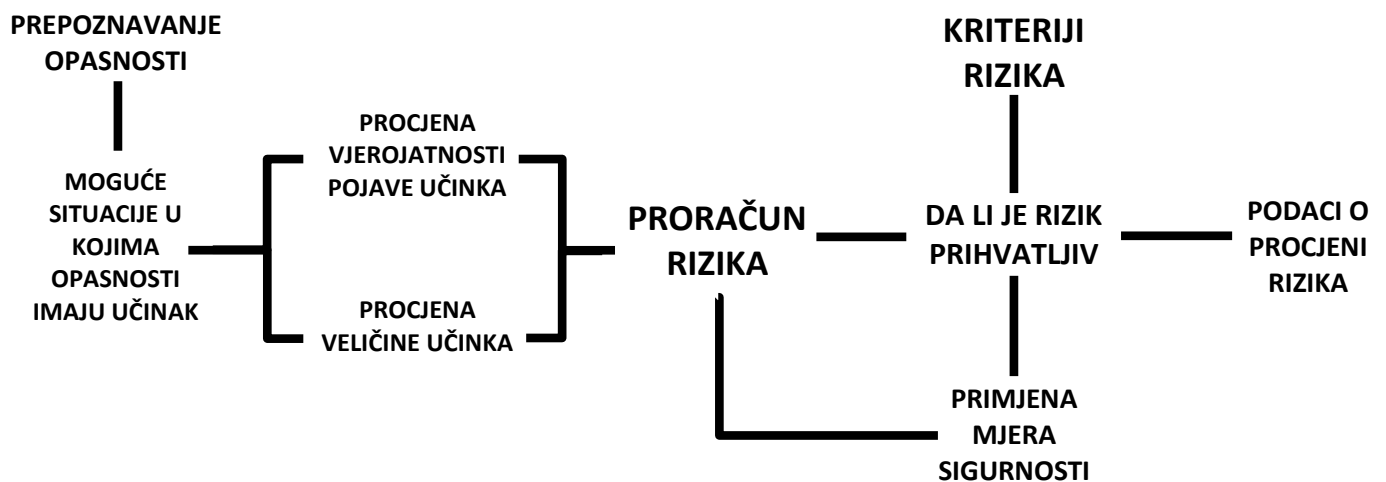 PREPOZNAVANJE
OPASNOSTI
MOGUĆE
SITUACIJE U
KOJIMA
OPASNOSTI
IMAJU UČINAK
PROCJENA
VJEROJATNOSTI
POJAVE UČINKA
PROCJENA
VELIČINE UČINKA
PRORAČUN
RIZIKA
KRITERIJI
RIZIKA
DA LI JE RIZIK
PRIHVATLJIV
PRIMJENA
MJERA
SIGURNOSTI
PODACI O
PROCJENI
RIZIKA